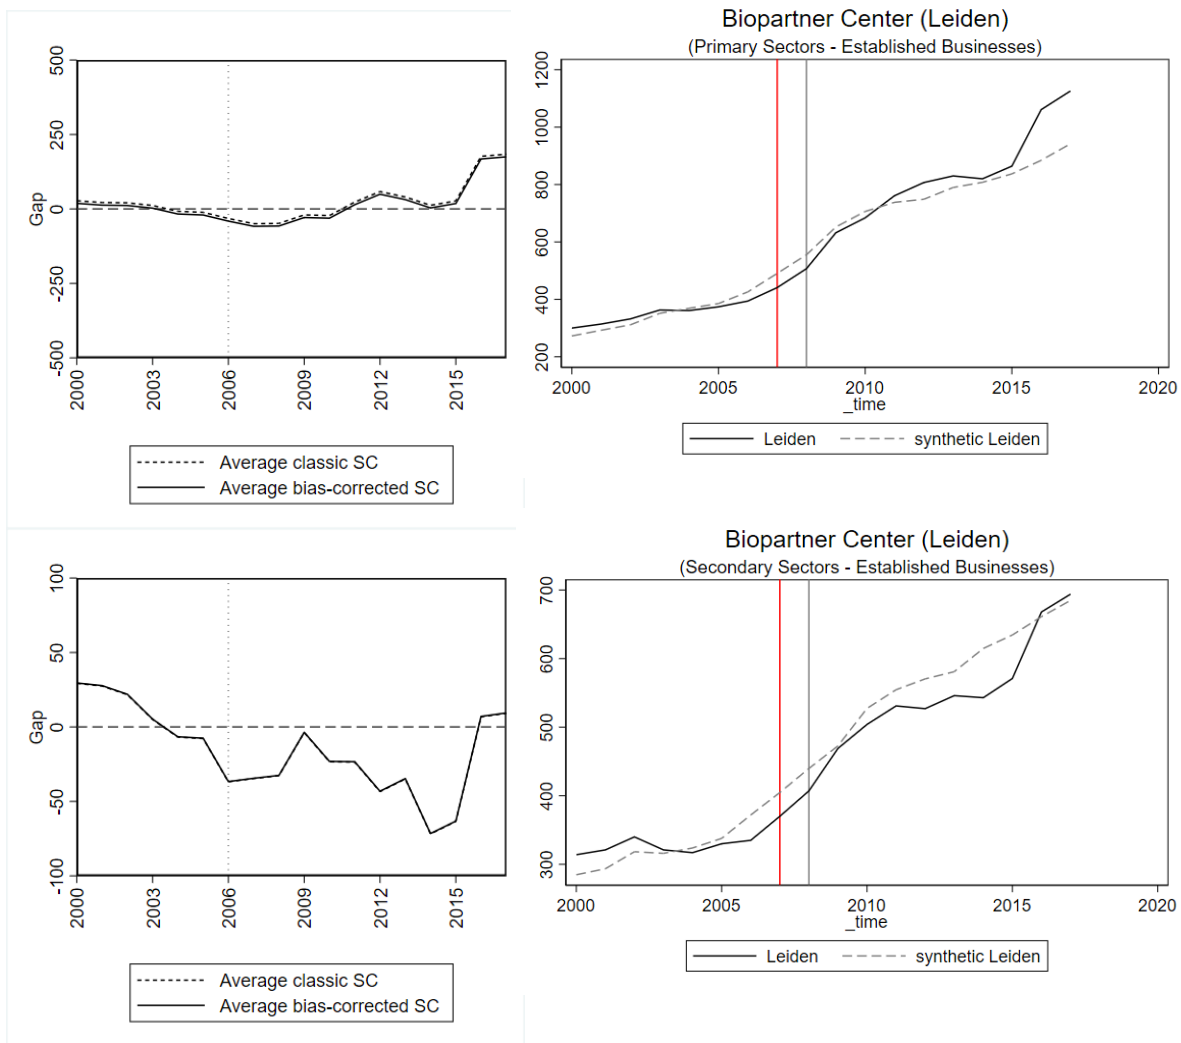 500
250
0
-250
-500
Gap
2000
2003
2006
2009
2012
2015
Average classic SC
Average bias-corrected SC
Biopartner Center (Leiden)
(Primary Sectors - Established Businesses)
1200
1000
800
600
400
200
2000
2005
2010
2015
2020
_time
Leiden
synthetic Leiden
100
50
0
-50
-100
Gap
2000
2003
2006
2009
2012
2015
Average classic SC
Average bias-corrected SC
Biopartner Center (Leiden)
(Secondary Sectors - Established Businesses)
700
600
500
400
300
2000
2005
2010
2015
2020
_time
Leiden
synthetic Leiden